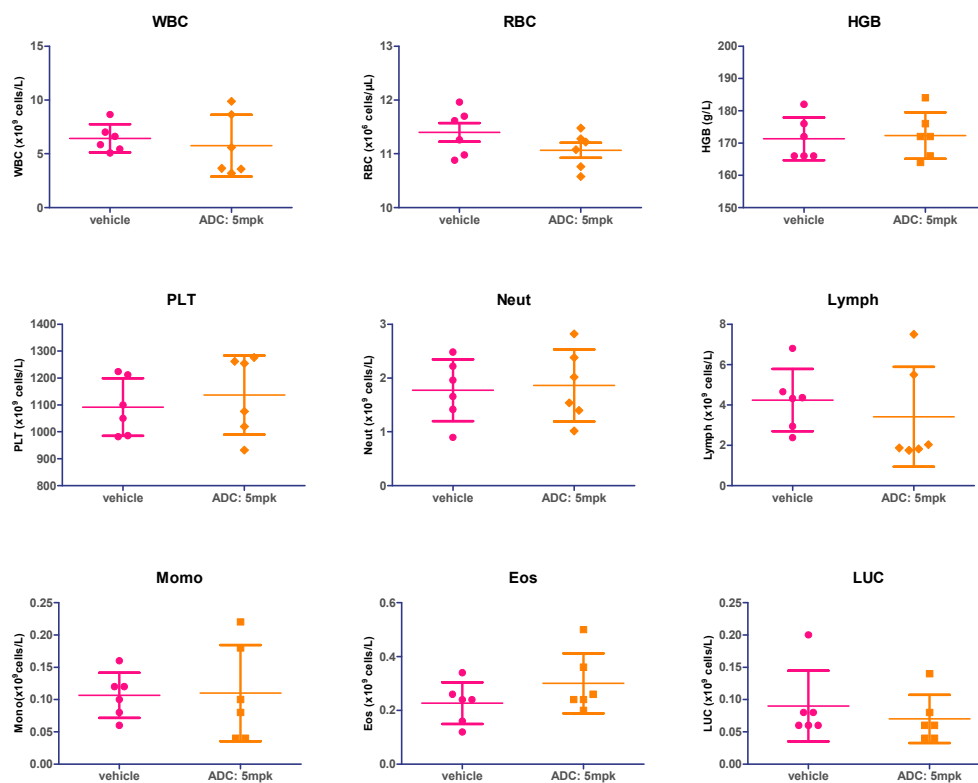 WBC
WBC (x10⁹ cells/L)
15
10
5
0
vehicle
ADC: 5mpk
RBC
RBC (x10⁶ cells/µL)
13
12
11
10
vehicle
ADC: 5mpk
HGB
HGB (g/L)
200
190
180
170
160
150
vehicle
ADC: 5mpk
PLT
PLT (x10⁹ cells/L)
1400
1300
1200
1100
1000
900
800
vehicle
ADC: 5mpk
Neut
Neut (x10⁹ cells/L)
3
2
1
0
vehicle
ADC: 5mpk
Lymph
Lymph (x10⁹ cells/L)
8
6
4
2
0
vehicle
ADC: 5mpk
Momo
Mono(x10⁹ cells/L)
0.25
0.20
0.15
0.10
0.05
0.00
vehicle
ADC: 5mpk
Eos
Eos (x10⁹ cells/L)
0.6
0.4
0.2
0.0
vehicle
ADC: 5mpk
LUC
LUC (x10⁹ cells/L)
0.25
0.20
0.15
0.10
0.05
0.00
vehicle
ADC: 5mpk